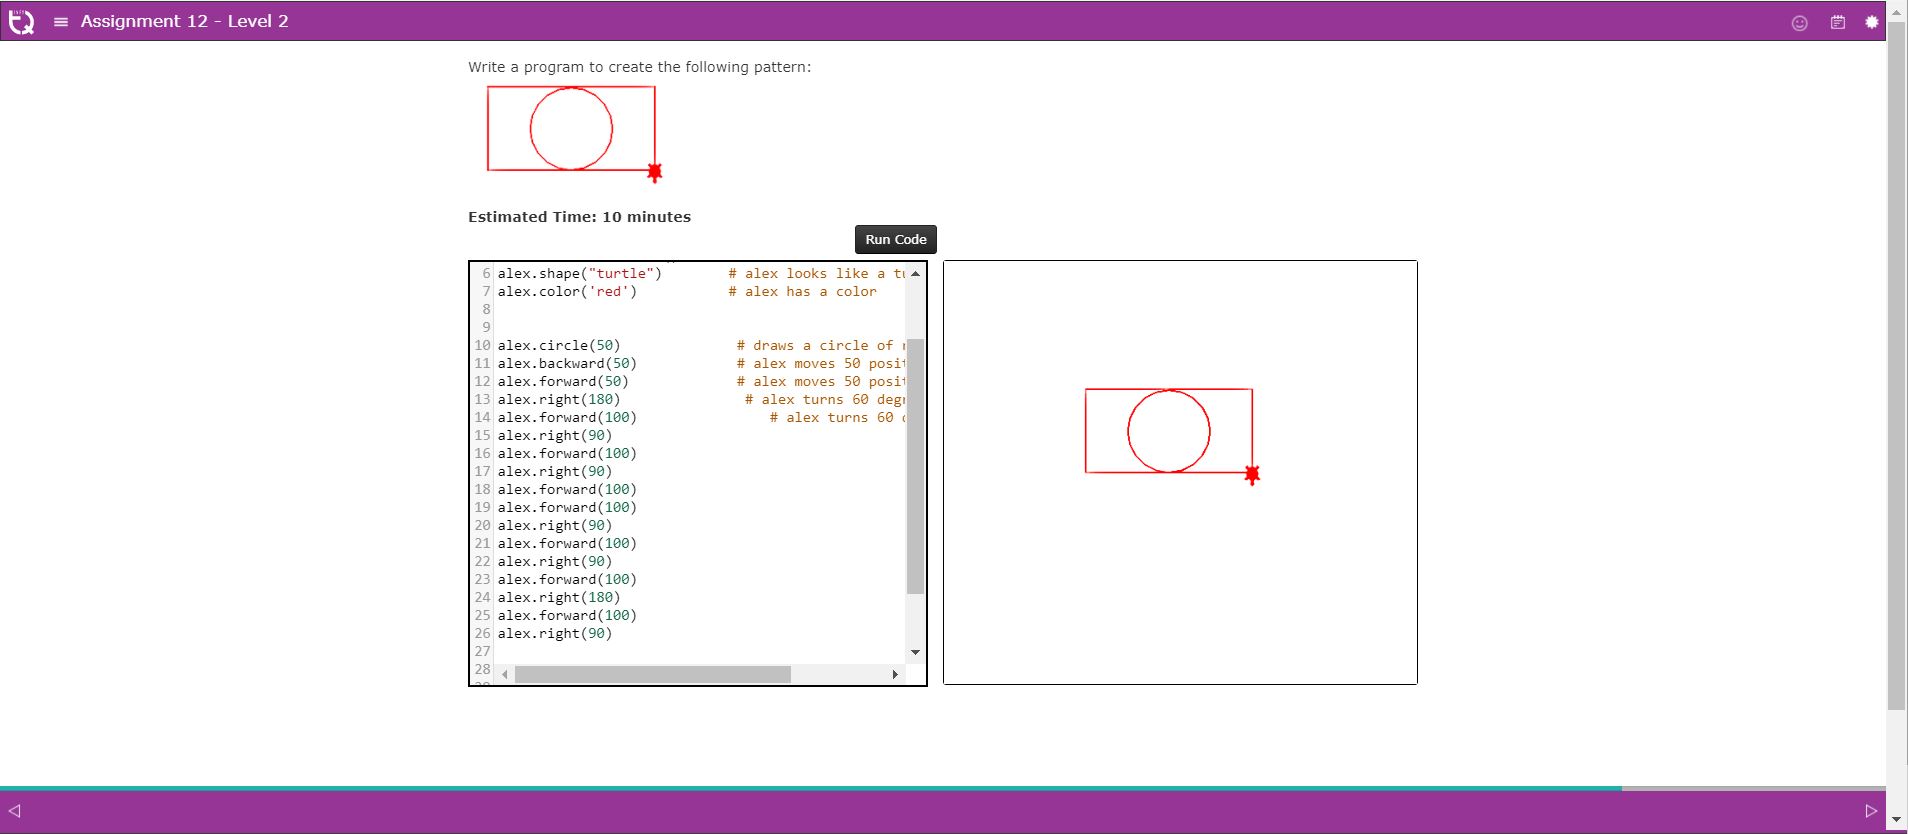 Assignment 12 - Level 2
Write a program to create the following pattern:
Estimated Time: 10 minutes
Run Code
6 alex.shape("turtle") # alex looks like a tu
7 alex.color('red') # alex has a color
8
9
10 alex.circle(50) # draws a circle of r
11 alex.backward(50) # alex moves 50 posit
12 alex.forward(50) # alex moves 50 posit
13 alex.right(180) # alex turns 60 degr
14 alex.forward(100) # alex turns 60 d
15 alex.right(90)
16 alex.forward(100)
17 alex.right(90)
18 alex.forward(100)
19 alex.forward(100)
20 alex.right(90)
21 alex.forward(100)
22 alex.right(90)
23 alex.forward(100)
24 alex.right(180)
25 alex.forward(100)
26 alex.right(90)
27
28